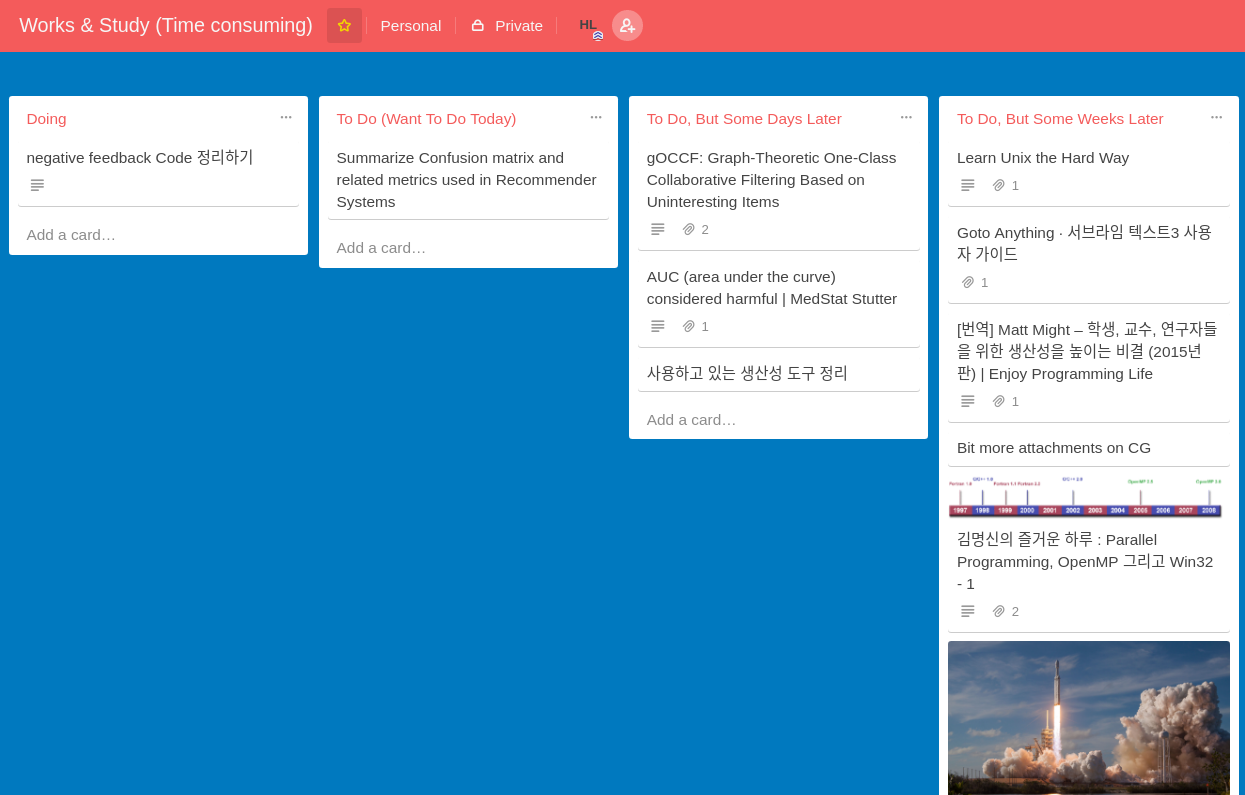 Works & Study (Time consuming)
Personal
Private
HL
Doing
negative feedback Code 정리하기
Add a card…
To Do (Want To Do Today)
Summarize Confusion matrix and
related metrics used in Recommender
Systems
Add a card…
To Do, But Some Days Later
gOCCF: Graph-Theoretic One-Class
Collaborative Filtering Based on
Uninteresting Items
2
AUC (area under the curve)
considered harmful | MedStat Stutter
1
사용하고 있는 생산성 도구 정리
Add a card…
To Do, But Some Weeks Later
Learn Unix the Hard Way
1
Goto Anything · 서브라임 텍스트3 사용
자 가이드
1
[번역] Matt Might – 학생, 교수, 연구자들
을 위한 생산성을 높이는 비결 (2015년
판) | Enjoy Programming Life
1
Bit more attachments on CG
1997 1998 1999 2000 2001 2002 2003 2004 2005 2006 2007 2008
김명신의 즐거운 하루 : Parallel
Programming, OpenMP 그리고 Win32
- 1
2